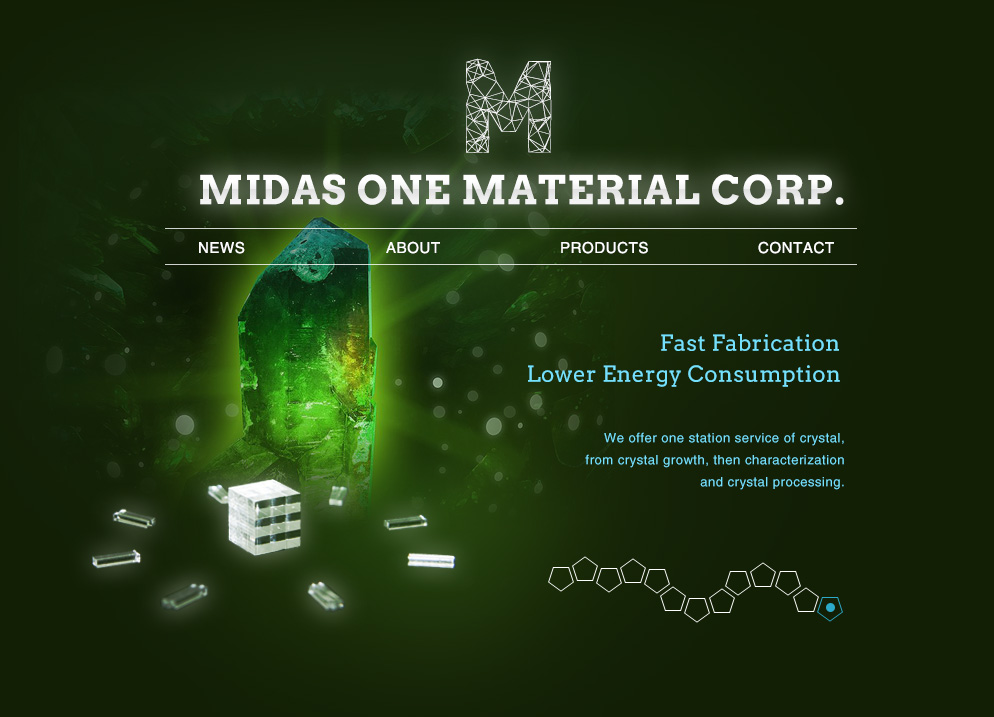 M
MIDAS ONE MATERIAL CORP.
NEWS ABOUT PRODUCTS CONTACT
Fast Fabrication
Lower Energy Consumption
We offer one station service of crystal,
from crystal growth, then characterization
and crystal processing.